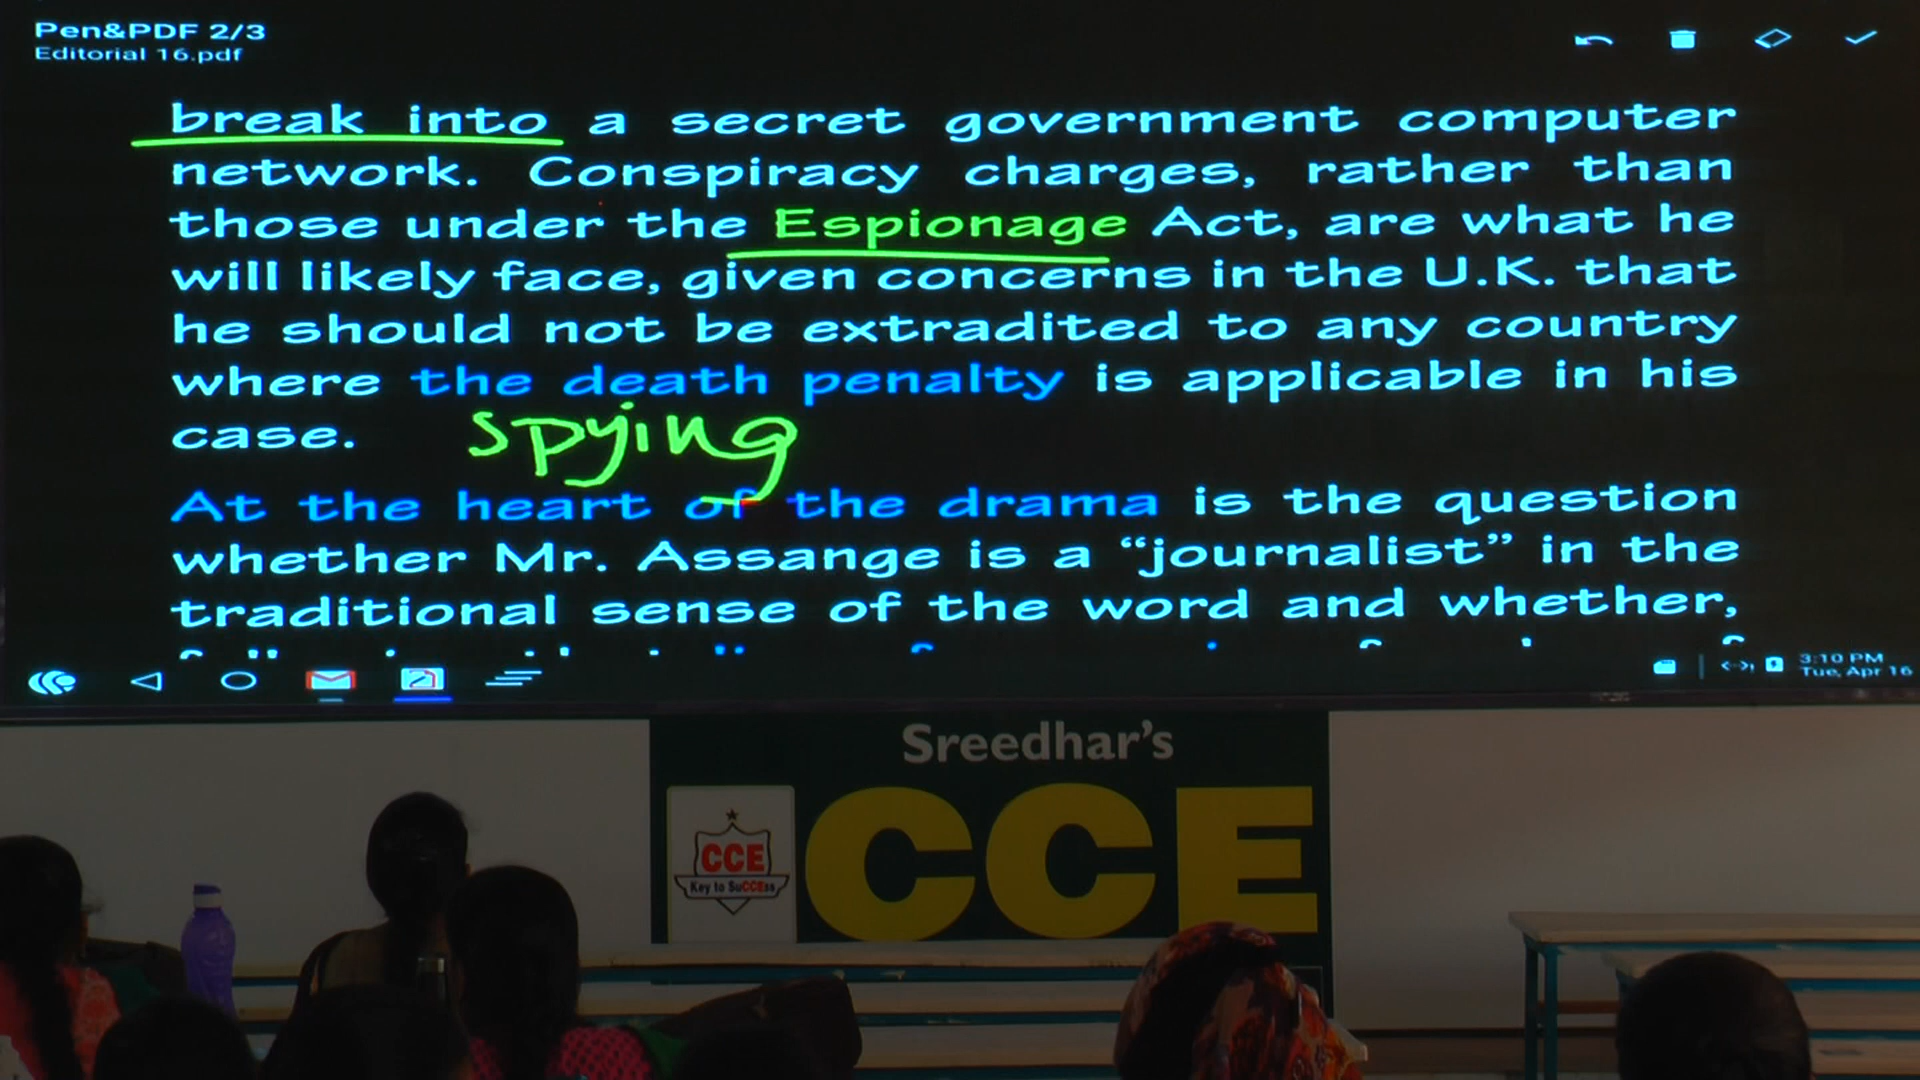 Pen&PDF 2/3
Editorial 16.pdf
break into a secret government computer
network. Conspiracy charges, rather than
those under the Espionage Act, are what he
will likely face, given concerns in the U.K. that
he should not be extradited to any country
where the death penalty is applicable in his
case.
spying
At the heart of the drama is the question
whether Mr. Assange is a “journalist” in the
traditional sense of the word and whether,
3:10 PM
Tue, Apr 16
Sreedhar’s
CCE
CCE
Key to SuCCEss